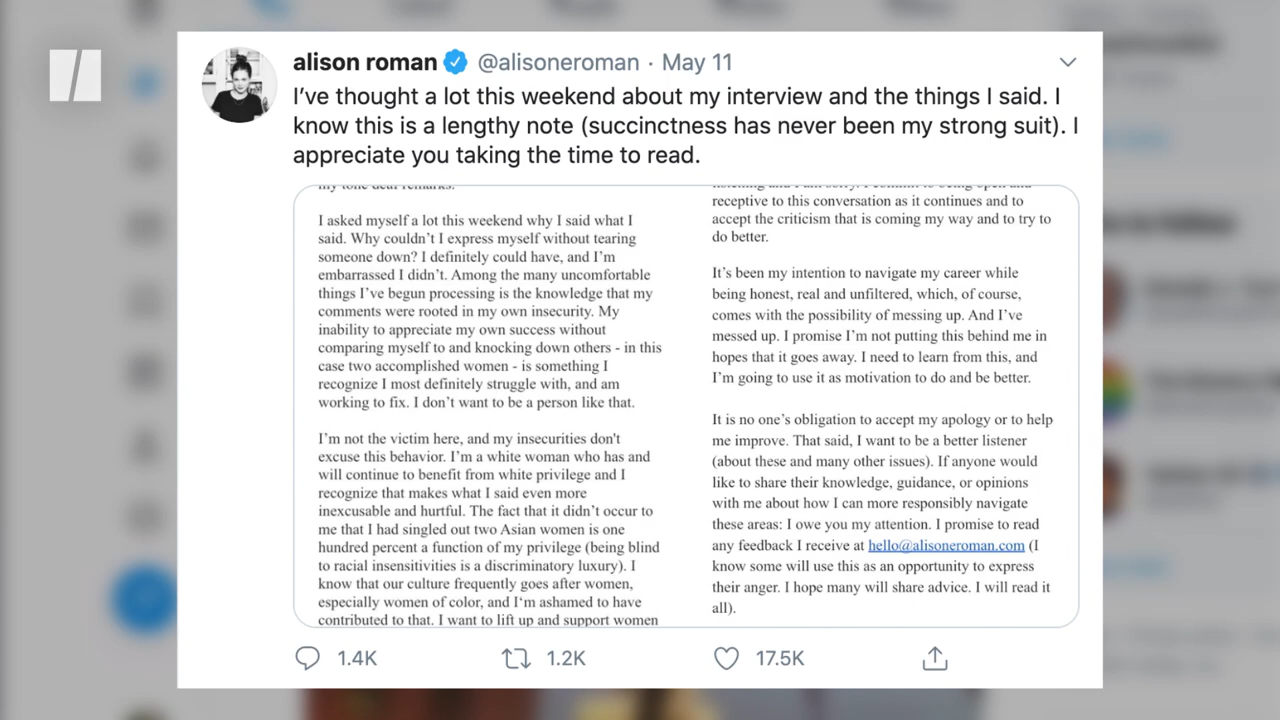 alison roman @alisoneroman · May 11
I’ve thought a lot this weekend about my interview and the things I said. I
know this is a lengthy note (succinctness has never been my strong suit). I
appreciate you taking the time to read.
my tone deaf remarks.
I asked myself a lot this weekend why I said what I
said. Why couldn’t I express myself without tearing
someone down? I definitely could have, and I’m
embarrassed I didn’t. Among the many uncomfortable
things I’ve begun processing is the knowledge that my
comments were rooted in my own insecurity. My
inability to appreciate my own success without
comparing myself to and knocking down others - in this
case two accomplished women - is something I
recognize I most definitely struggle with, and am
working to fix. I don’t want to be a person like that.
I’m not the victim here, and my insecurities don't
excuse this behavior. I’m a white woman who has and
will continue to benefit from white privilege and I
recognize that makes what I said even more
inexcusable and hurtful. The fact that it didn’t occur to
me that I had singled out two Asian women is one
hundred percent a function of my privilege (being blind
to racial insensitivities is a discriminatory luxury). I
know that our culture frequently goes after women,
especially women of color, and I‘m ashamed to have
contributed to that. I want to lift up and support women
listening and I am sorry. I commit to being open and
receptive to this conversation as it continues and to
accept the criticism that is coming my way and to try to
do better.
It’s been my intention to navigate my career while
being honest, real and unfiltered, which, of course,
comes with the possibility of messing up. And I’ve
messed up. I promise I’m not putting this behind me in
hopes that it goes away. I need to learn from this, and
I’m going to use it as motivation to do and be better.
It is no one’s obligation to accept my apology or to help
me improve. That said, I want to be a better listener
(about these and many other issues). If anyone would
like to share their knowledge, guidance, or opinions
with me about how I can more responsibly navigate
these areas: I owe you my attention. I promise to read
any feedback I receive at hello@alisoneroman.com (I
know some will use this as an opportunity to express
their anger. I hope many will share advice. I will read it
all).
1.4K 1.2K 17.5K